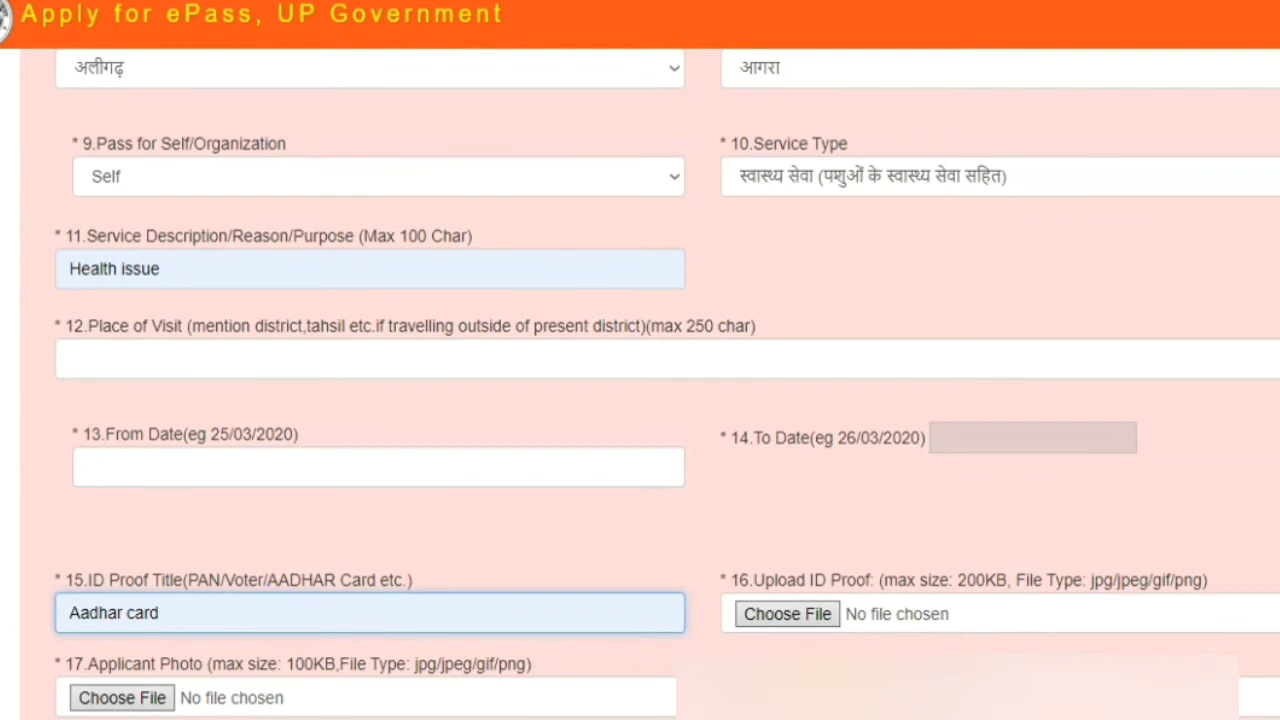 Apply for ePass, UP Government
अलीगढ़
आगरा
* 9.Pass for Self/Organization
* 10.Service Type
Self
स्वास्थ्य सेवा (पशुओं के स्वास्थ्य सेवा सहित)
* 11.Service Description/Reason/Purpose (Max 100 Char)
Health issue
* 12.Place of Visit (mention district,tahsil etc.if travelling outside of present district)(max 250 char)
* 13.From Date(eg 25/03/2020)
* 14.To Date(eg 26/03/2020)
* 15.ID Proof Title(PAN/Voter/AADHAR Card etc.)
* 16.Upload ID Proof: (max size: 200KB, File Type: jpg/jpeg/gif/png)
Aadhar card
Choose File No file chosen
* 17.Applicant Photo (max size: 100KB,File Type: jpg/jpeg/gif/png)
Choose File No file chosen